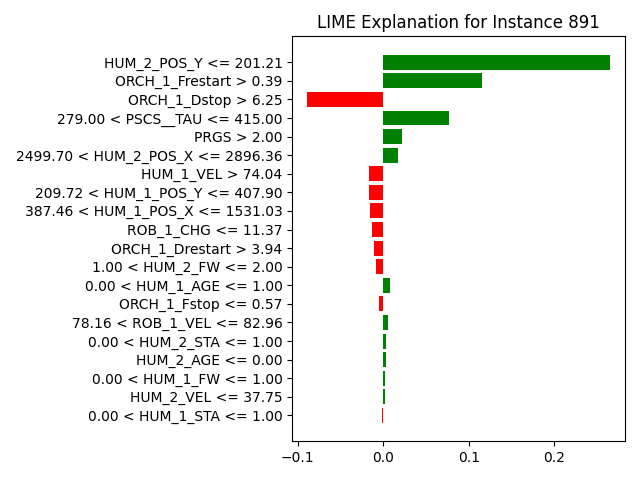 LIME Explanation for Instance 891
HUM_2_POS_Y <= 201.21
ORCH_1_Frestart > 0.39
ORCH_1_Dstop > 6.25
279.00 < PSCS__TAU <= 415.00
PRGS > 2.00
2499.70 < HUM_2_POS_X <= 2896.36
HUM_1_VEL > 74.04
209.72 < HUM_1_POS_Y <= 407.90
387.46 < HUM_1_POS_X <= 1531.03
ROB_1_CHG <= 11.37
ORCH_1_Drestart > 3.94
1.00 < HUM_2_FW <= 2.00
0.00 < HUM_1_AGE <= 1.00
ORCH_1_Fstop <= 0.57
78.16 < ROB_1_VEL <= 82.96
0.00 < HUM_2_STA <= 1.00
HUM_2_AGE <= 0.00
0.00 < HUM_1_FW <= 1.00
HUM_2_VEL <= 37.75
0.00 < HUM_1_STA <= 1.00
−0.1 0.0 0.1 0.2